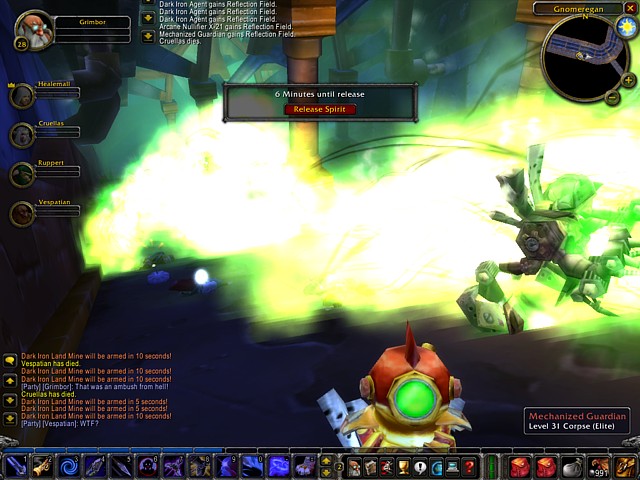 Dark Iron Agent gains Reflection Field.
Dark Iron Agent gains Reflection Field.
Dark Iron Agent gains Reflection Field.
Arcane Nullifier X-21 gains Reflection Field.
Mechanized Guardian gains Reflection Field.
Cruellas dies.
Grimbor
28
Gnomeregan
N
Healemall
Cruellas
Ruppert
Vespatian
6 Minutes until release
Release Spirit
Dark Iron Land Mine will be armed in 10 seconds!
Vespatian has died.
Dark Iron Land Mine will be armed in 10 seconds!
Dark Iron Land Mine will be armed in 10 seconds!
[Party] [Grimbor]: That was an ambush from hell!
Cruellas has died.
Dark Iron Land Mine will be armed in 5 seconds!
Dark Iron Land Mine will be armed in 5 seconds!
Dark Iron Land Mine will be armed in 10 seconds!
[Party] [Vespatian]: WTF?
Mechanized Guardian
Level 31 Corpse (Elite)
2
991